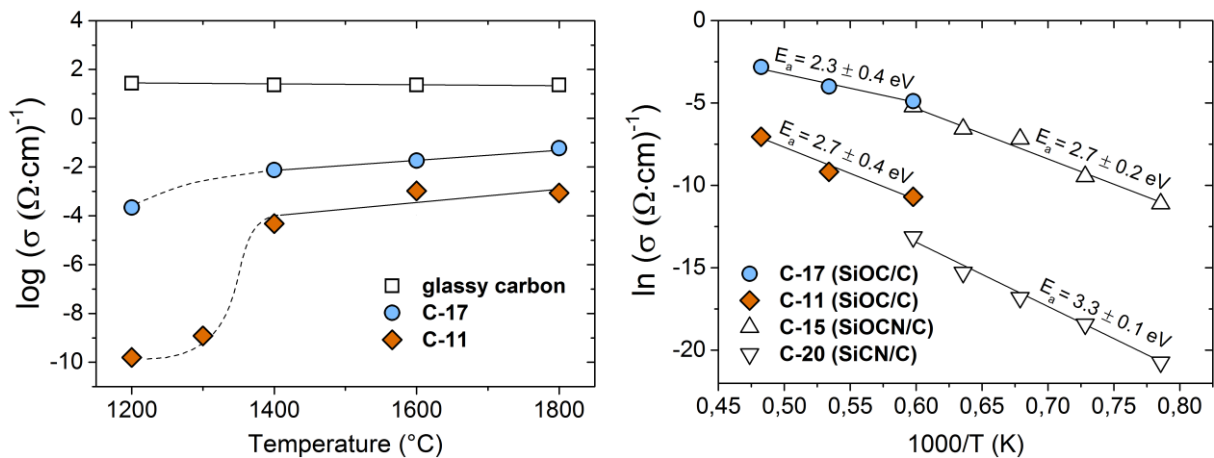 log (σ (Ω·cm)⁻¹)
4
2
0
-2
-4
-6
-8
-10
glassy carbon
C-17
C-11
1200
1400
1600
1800
Temperature (°C)
ln (σ (Ω·cm)⁻¹)
0
-5
-10
-15
-20
Eₐ = 2.3 ± 0.4 eV
Eₐ = 2.7 ± 0.2 eV
Eₐ = 2.7 ± 0.4 eV
Eₐ = 3.3 ± 0.1 eV
C-17 (SiOC/C)
C-11 (SiOC/C)
C-15 (SiOCN/C)
C-20 (SiCN/C)
0,45
0,50
0,55
0,60
0,65
0,70
0,75
0,80
1000/T (K)